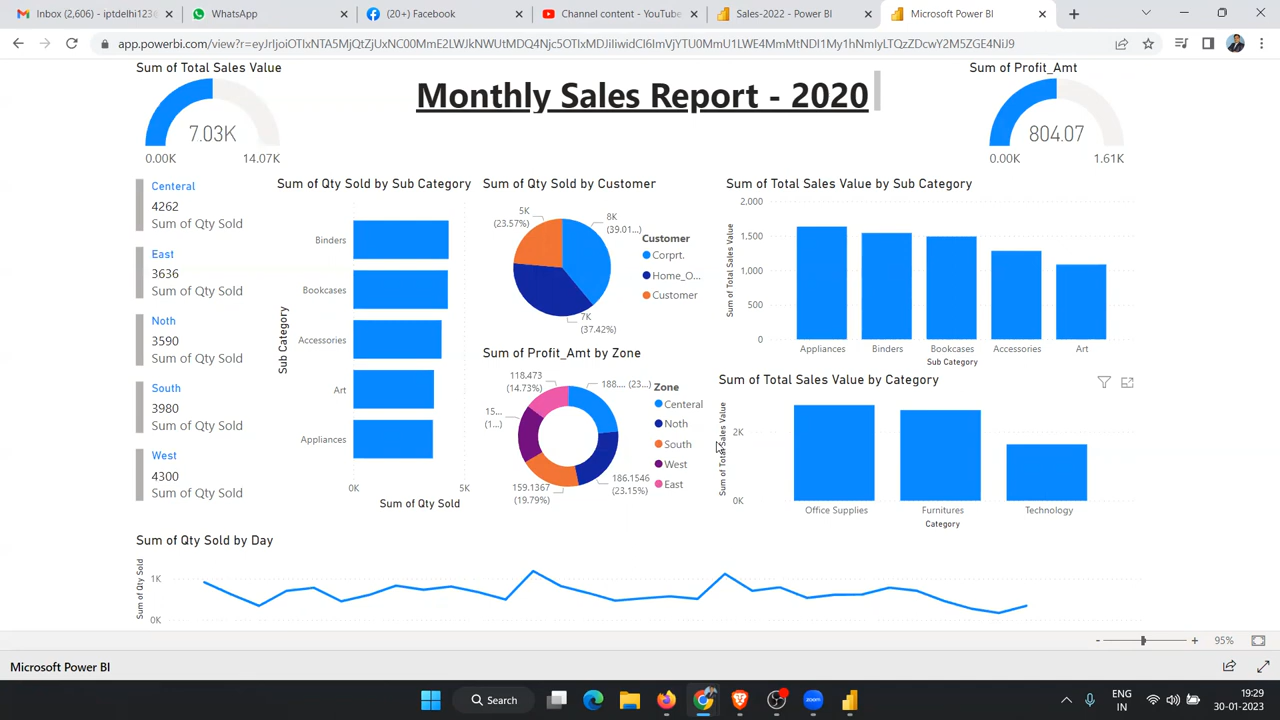 Inbox (2,606) - iptdelhi123@
WhatsApp
(20+) Facebook
Channel content - YouTube
Sales-2022 - Power BI
Microsoft Power BI
Sum of Total Sales Value
7.03K
0.00K 14.07K
Monthly Sales Report - 2020
Sum of Profit_Amt
804.07
0.00K 1.61K
Centeral
4262
Sum of Qty Sold
East
3636
Sum of Qty Sold
Noth
3590
Sum of Qty Sold
South
3980
Sum of Qty Sold
West
4300
Sum of Qty Sold
Sum of Qty Sold by Sub Category
Sub Category
Binders
Bookcases
Accessories
Art
Appliances
0K 5K
Sum of Qty Sold
Sum of Qty Sold by Customer
5K
(23.57%)
8K
(39.01...)
7K
(37.42%)
Customer
Corprt.
Home_O...
Customer
Sum of Profit_Amt by Zone
118.473
(14.73%)
188.... (23...)
15...
(1...)
159.1367
(19.79%)
186.1546
(23.15%)
Zone
Centeral
Noth
South
West
East
Sum of Total Sales Value by Sub Category
Sum of Total Sales Value
2,000
1,500
1,000
500
0
Appliances Binders Bookcases Accessories Art
Sub Category
Sum of Total Sales Value by Category
Sum of Total Sales Value
2K
0K
Office Supplies Furnitures Technology
Category
Sum of Qty Sold by Day
Sum of Qty Sold
1K
0K
- + 95%
Microsoft Power BI
Search
zoom
ENG
IN
19:29
30-01-2023